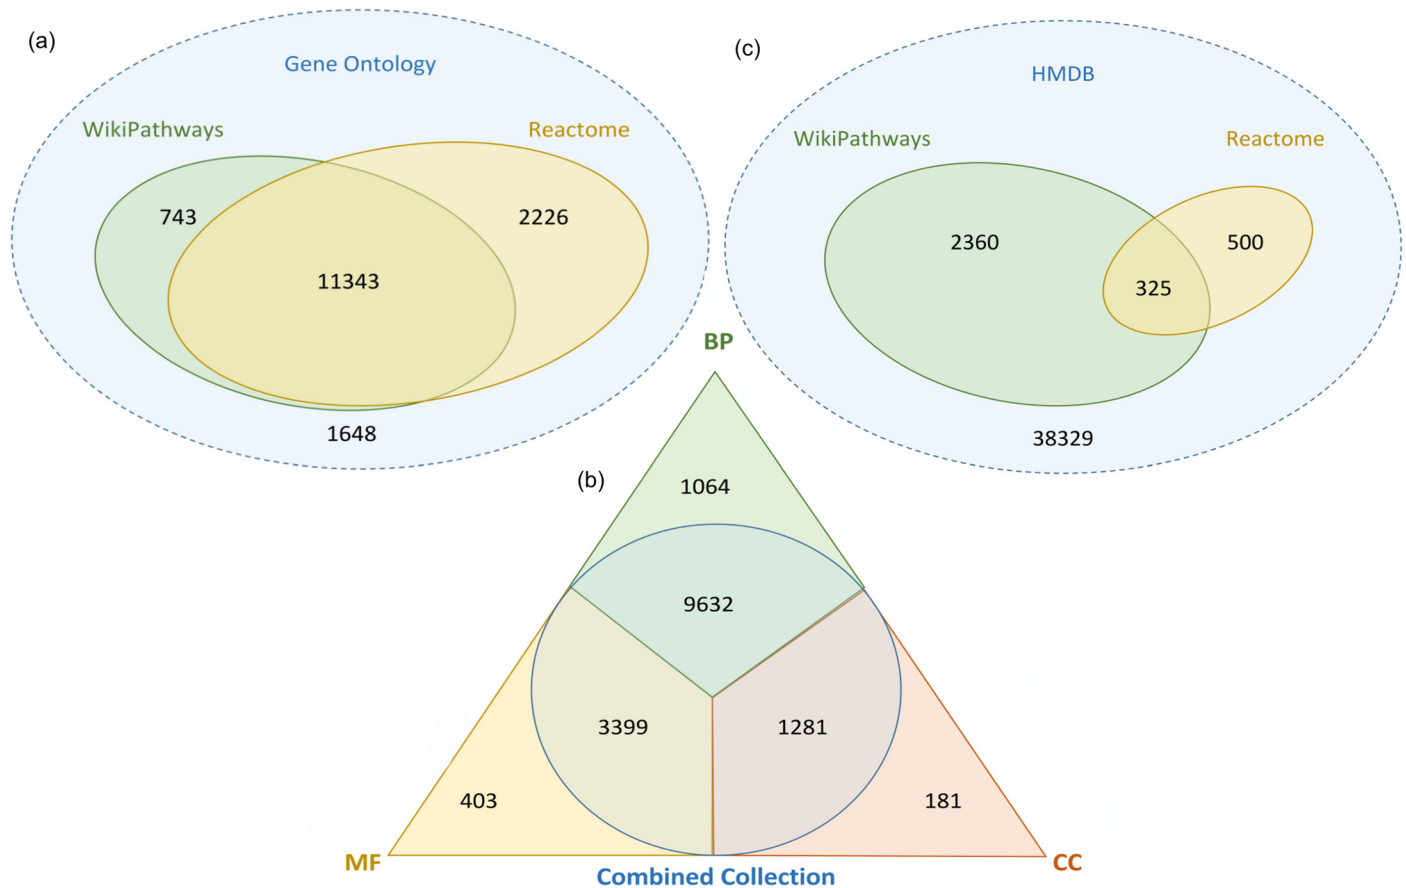 (a)
Gene Ontology
WikiPathways
Reactome
743
2226
11343
1648
(c)
HMDB
WikiPathways
Reactome
2360
500
325
38329
(b)
BP
1064
9632
3399
1281
403
181
MF
CC
Combined Collection